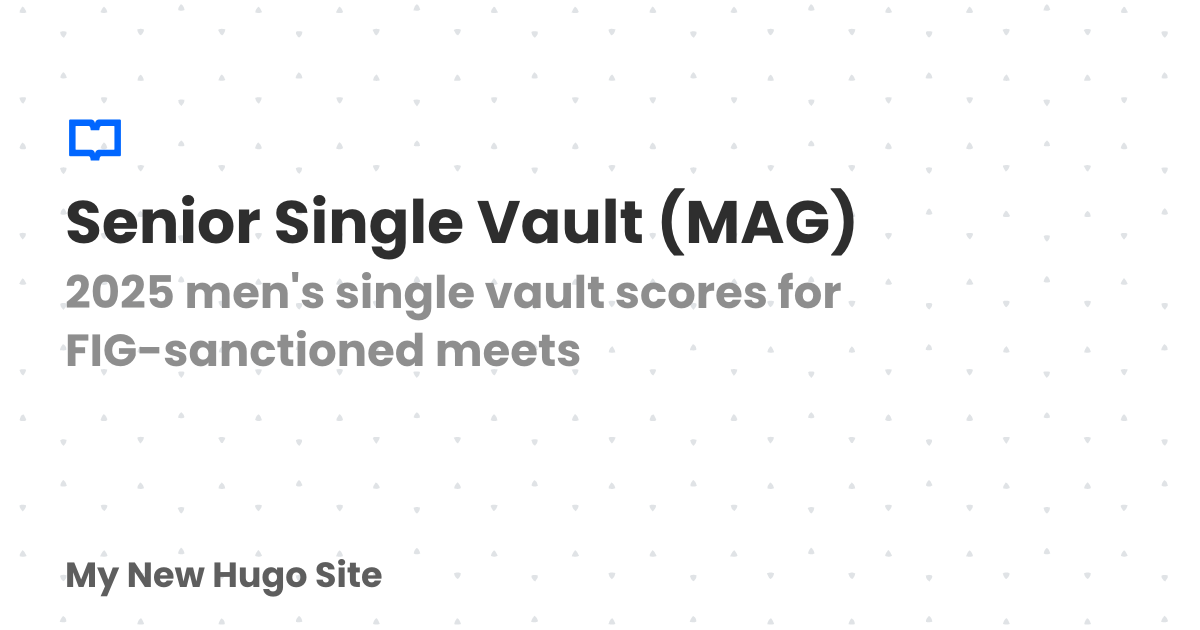 Senior Single Vault (MAG)
2025 men's single vault scores for
FIG-sanctioned meets
My New Hugo Site